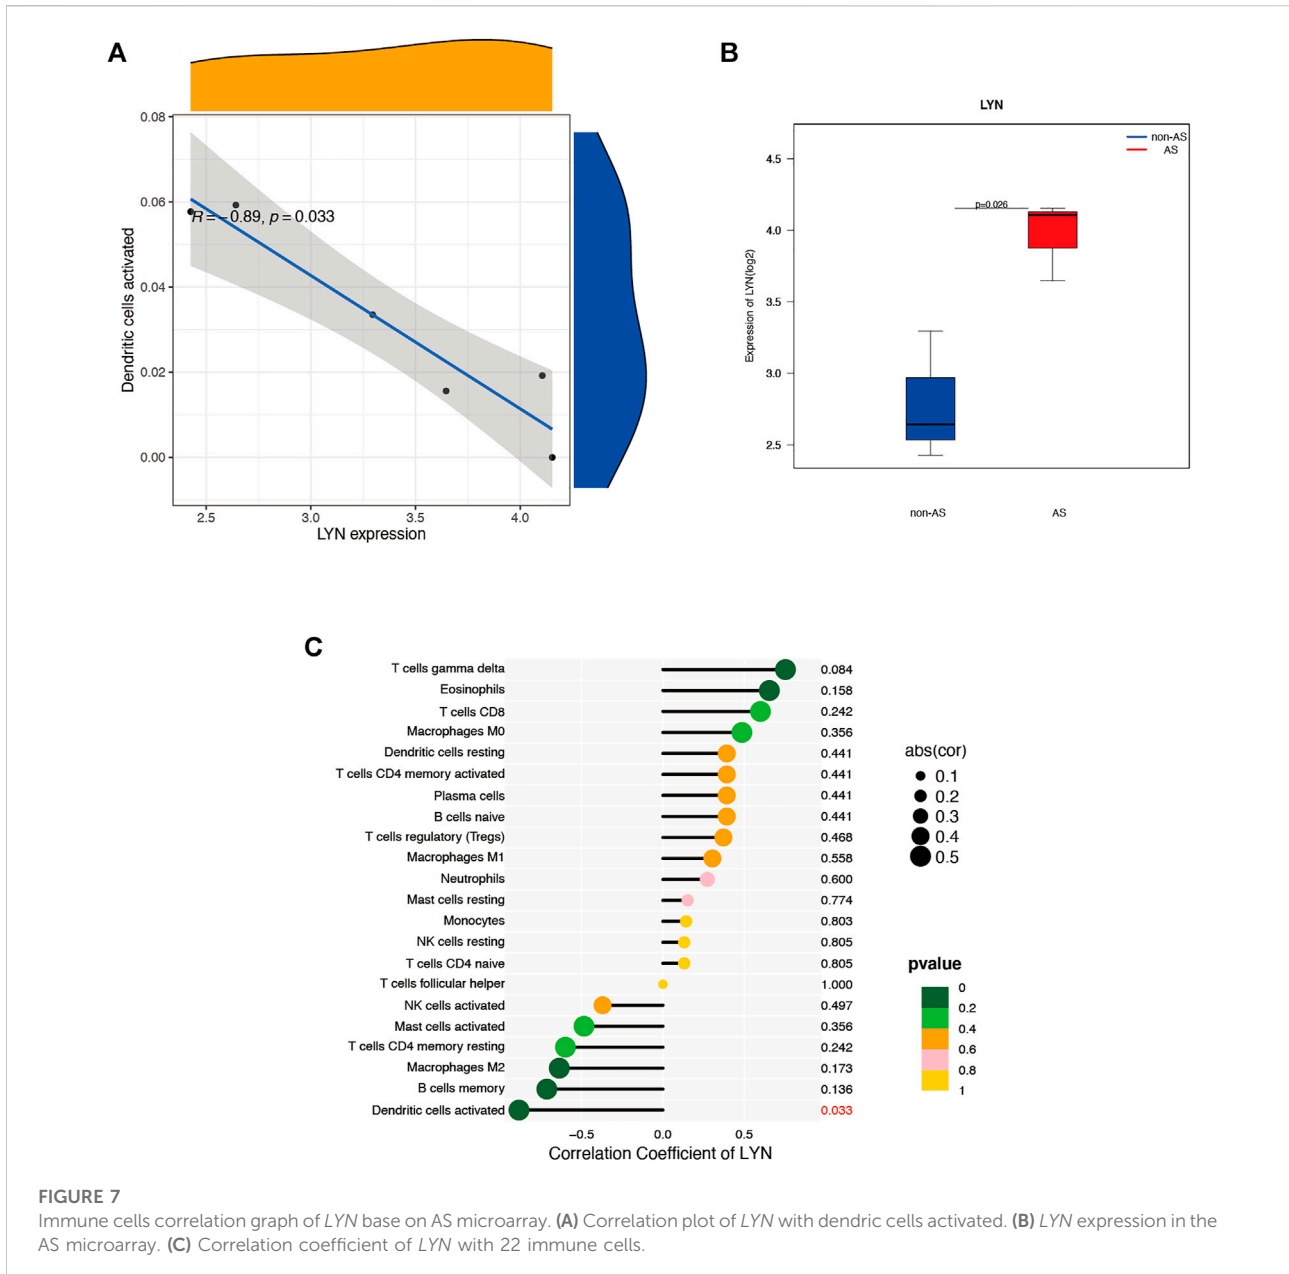 A
0.08
0.06
0.04
0.02
0.00
Dendritic cells activated
R = −0.89, p = 0.033
2.5 3.0 3.5 4.0
LYN expression
B
LYN
non-AS
AS
4.5
4.0
3.5
3.0
2.5
Expression of LYN(log2)
p=0.026
non-AS AS
C
T cells gamma delta 0.084
Eosinophils 0.158
T cells CD8 0.242
Macrophages M0 0.356
Dendritic cells resting 0.441
T cells CD4 memory activated 0.441
Plasma cells 0.441
B cells naive 0.441
T cells regulatory (Tregs) 0.468
Macrophages M1 0.558
Neutrophils 0.600
Mast cells resting 0.774
Monocytes 0.803
NK cells resting 0.805
T cells CD4 naive 0.805
T cells follicular helper 1.000
NK cells activated 0.497
Mast cells activated 0.356
T cells CD4 memory resting 0.242
Macrophages M2 0.173
B cells memory 0.136
Dendritic cells activated 0.033
−0.5 0.0 0.5
Correlation Coefficient of LYN
abs(cor)
0.1
0.2
0.3
0.4
0.5
pvalue
0
0.2
0.4
0.6
0.8
1
FIGURE 7
Immune cells correlation graph of LYN base on AS microarray. (A) Correlation plot of LYN with dendric cells activated. (B) LYN expression in the
AS microarray. (C) Correlation coefficient of LYN with 22 immune cells.